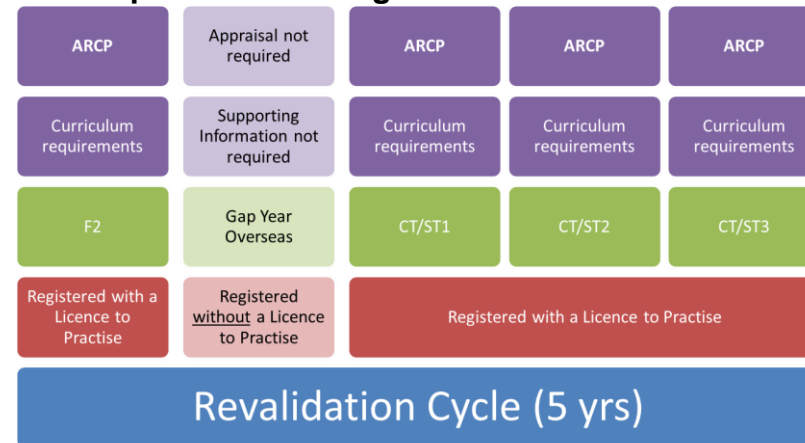 ARCP
Appraisal not
required
ARCP
ARCP
ARCP
Curriculum
requirements
Supporting
Information not
required
Curriculum
requirements
Curriculum
requirements
Curriculum
requirements
F2
Gap Year
Overseas
CT/ST1
CT/ST2
CT/ST3
Registered with a
Licence to
Practise
Registered
without a Licence
to Practise
Registered with a Licence to Practise
Revalidation Cycle (5 yrs)